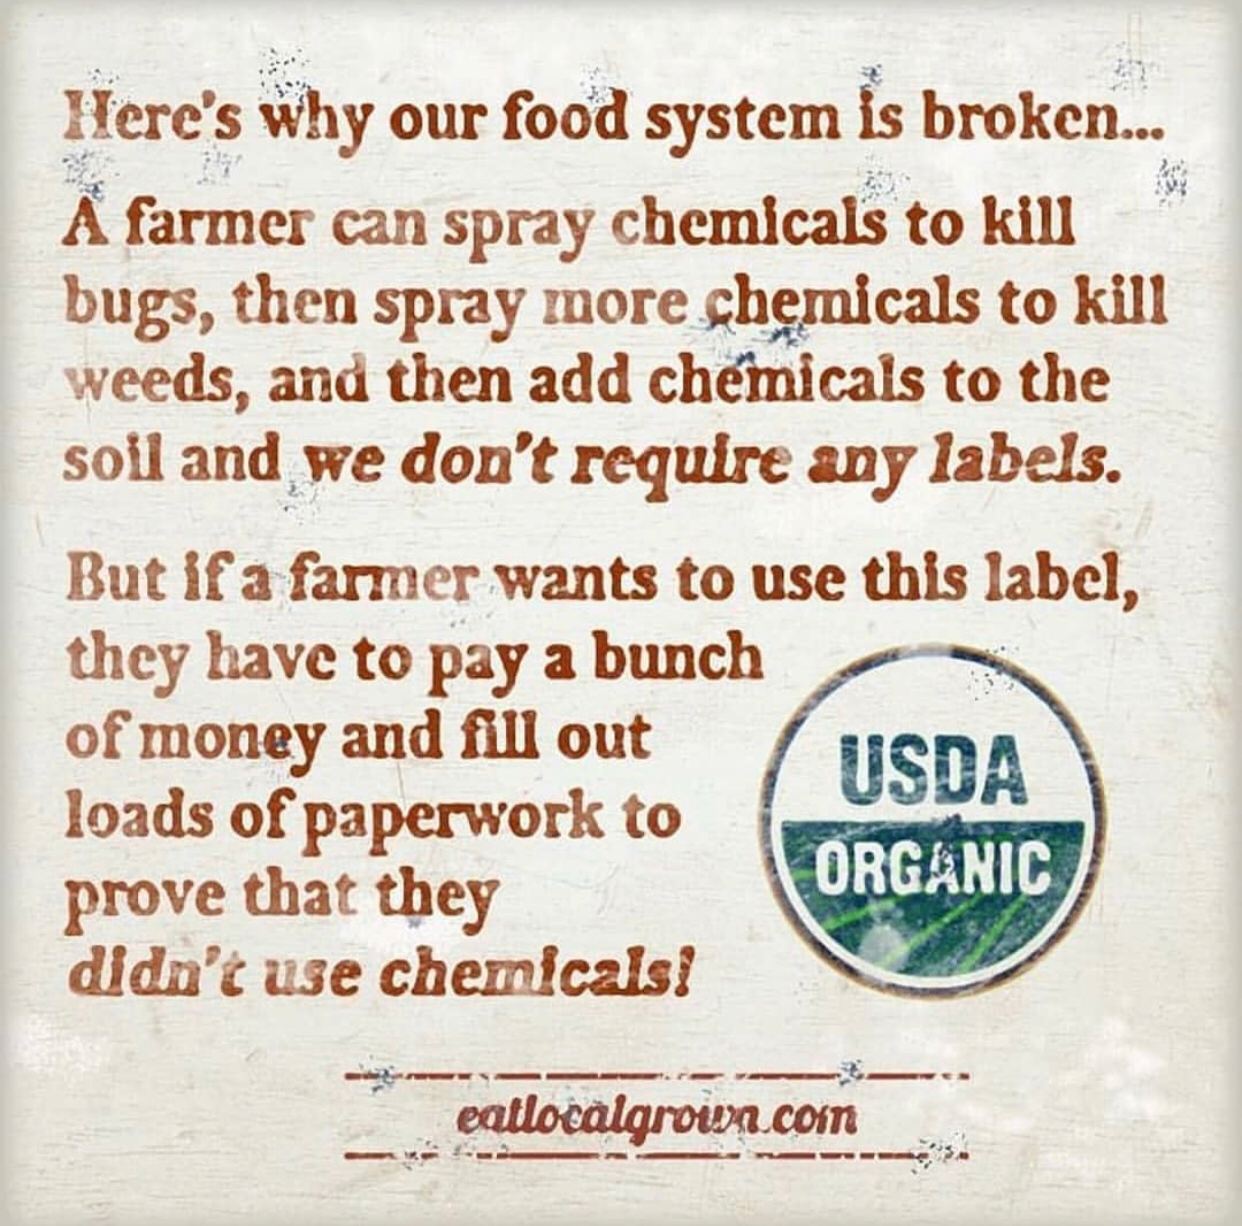 Here's why our food system is broken...
A farmer can spray chemicals to kill
bugs, then spray more chemicals to kill
weeds, and then add chemicals to the
soil and we don't require any labels.
But if a farmer wants to use this label,
they have to pay a bunch
of money and fill out
loads of paperwork to
prove that they
didn't use chemicals!
USDA
ORGANIC
eatlocalgrown.com